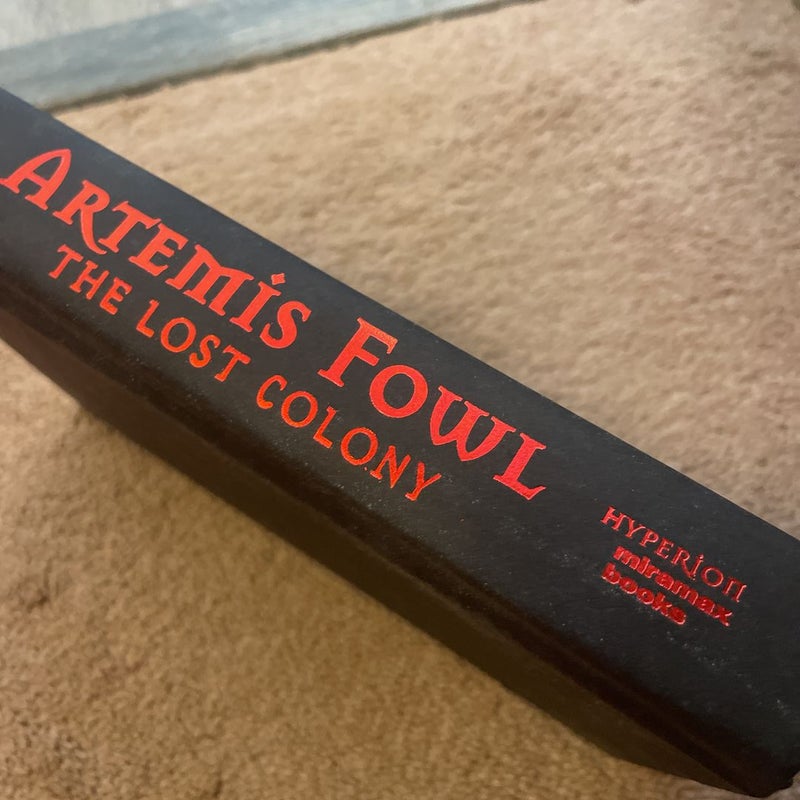 ARTEMIS FOWL
THE LOST COLONY
HYPERION
miramax
books